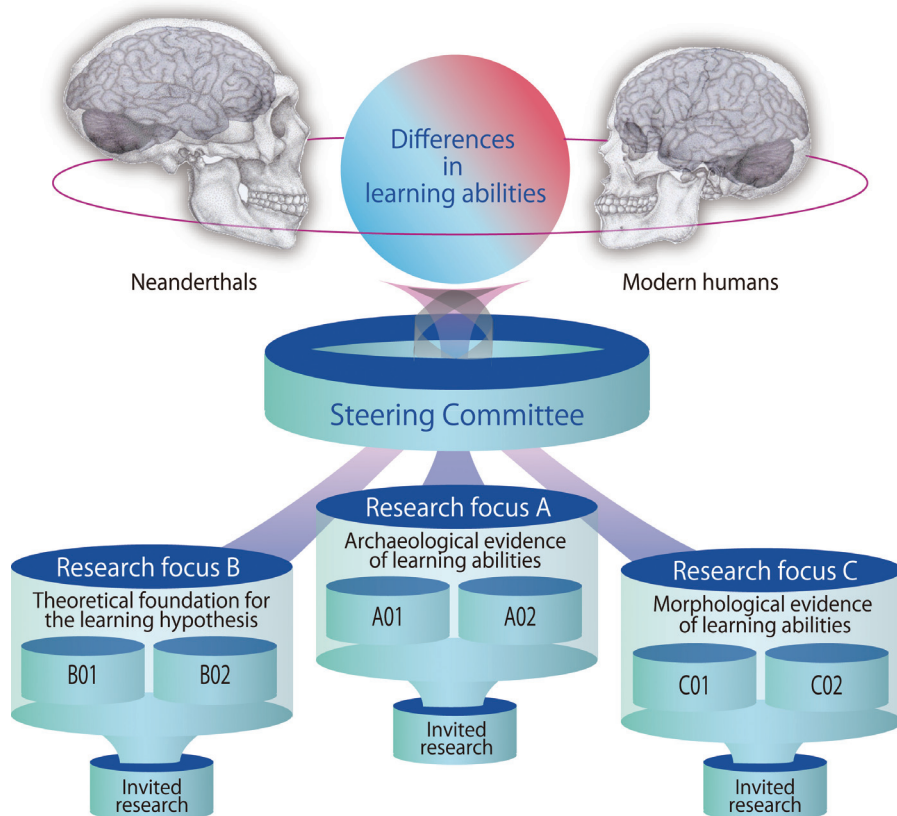 Differences
in
learning abilities
Neanderthals
Modern humans
Steering Committee
Research focus A
Archaeological evidence
of learning abilities
A01
A02
Invited
research
Research focus B
Theoretical foundation for
the learning hypothesis
B01
B02
Invited
research
Research focus C
Morphological evidence
of learning abilities
C01
C02
Invited
research